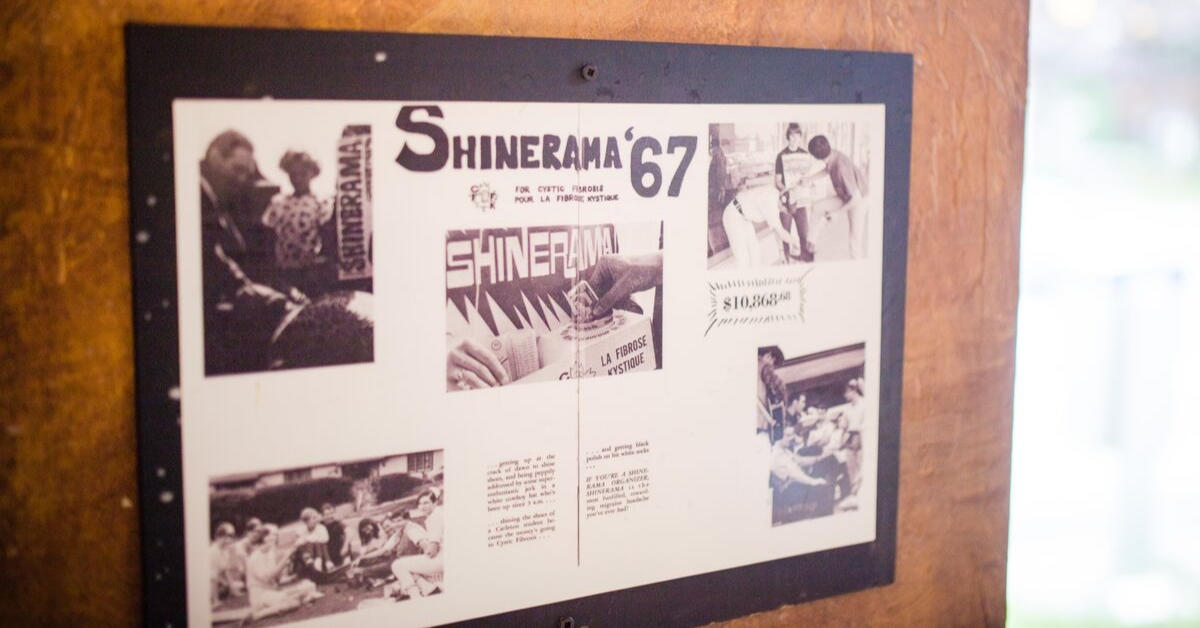 SHINERAMA '67
FOR CYSTIC FIBROSIS
POUR LA FIBROSE KYSTIQUE
SHINERAMA
SHINERAMA
LA FIBROSE
KYSTIQUE
$10,868.68
. . . getting up at the
crack of dawn to shine
shoes, and being peppily
addressed by some super-
enthusiastic jerk in a
white cowboy hat who's
been up since 3 a.m. . . .
. . . shining the shoes of
a Carleton student be-
cause the money's going
to Cystic Fibrosis . . .
. . . and getting black
polish on his white socks
. . .
IF YOU'RE A SHINE-
RAMA ORGANIZER,
SHINERAMA is the
most fustified, reward-
ing migraine headache
you've ever had!